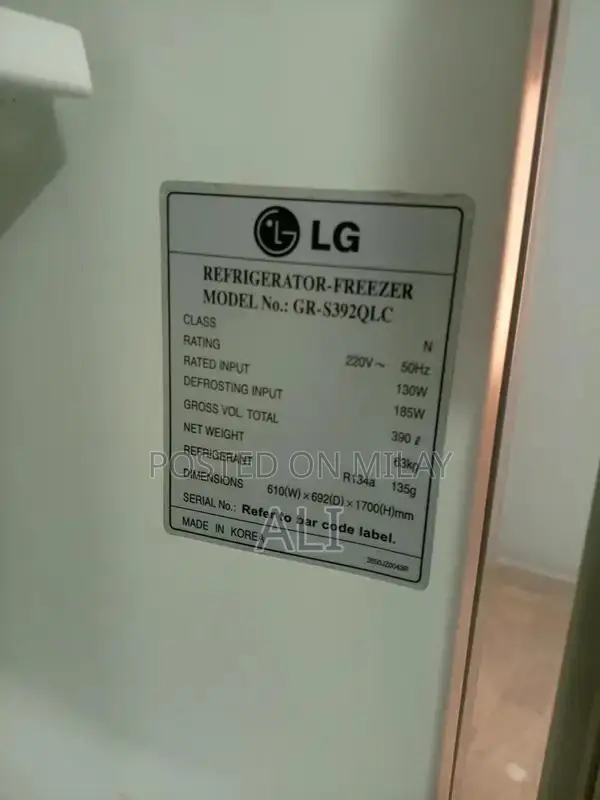 LG
REFRIGERATOR-FREEZER
MODEL No.: GR-S392QLC
CLASS N
RATING 220V~ 50Hz
RATED INPUT 130W
DEFROSTING INPUT 185W
GROSS VOL. TOTAL 390 ℓ
NET WEIGHT 63kg
REFRIGERANT R134a 135g
DIMENSIONS 610(W)×692(D)×1700(H)mm
SERIAL No.: Refer to bar code label.
MADE IN KOREA
POSTED ON MILAY
ALI